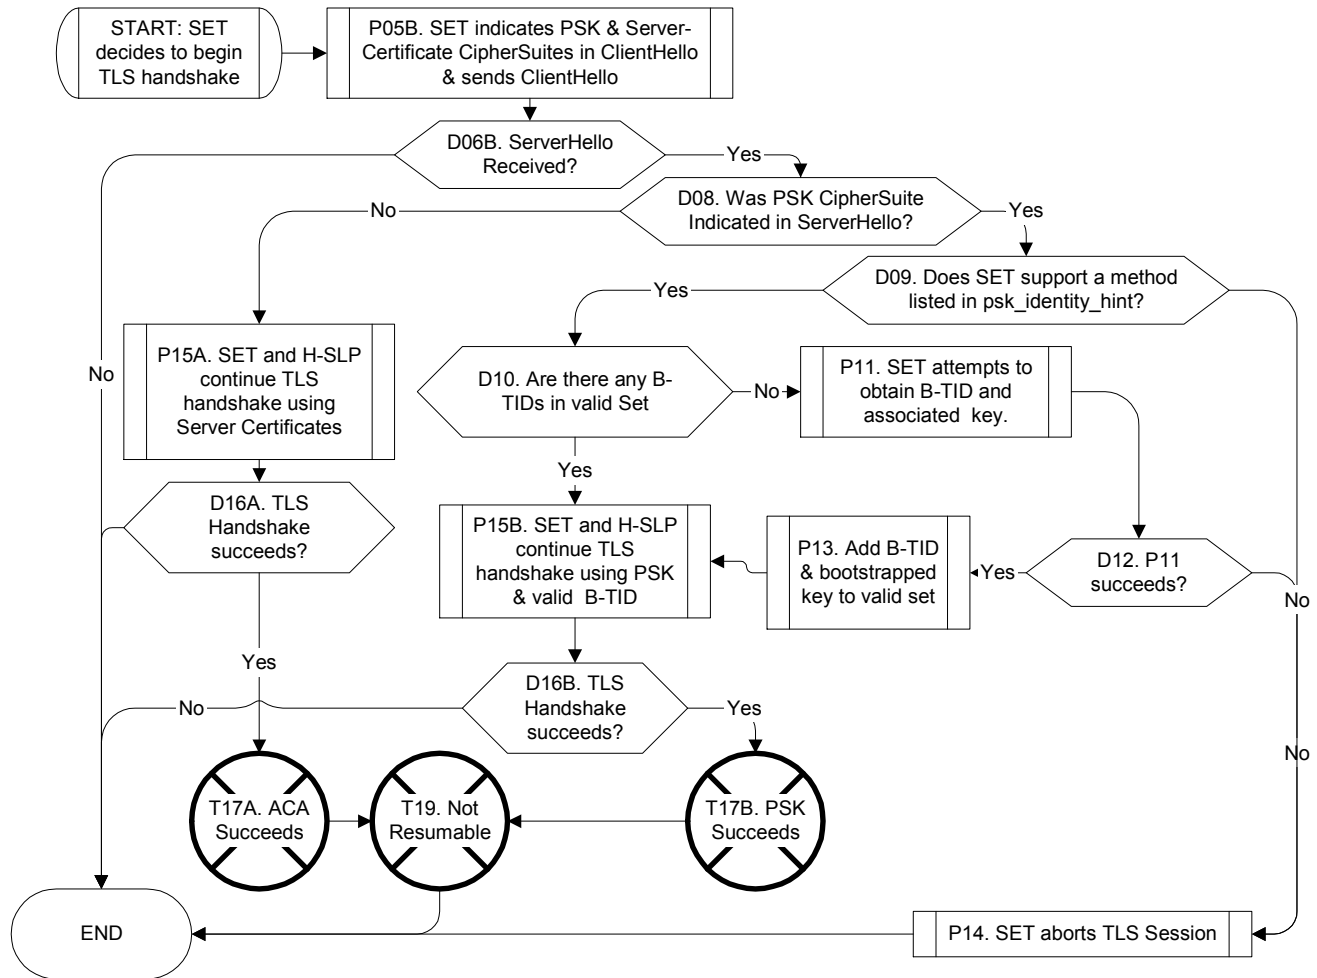 START: SET
decides to begin
TLS handshake
P05B. SET indicates PSK & Server-
Certificate CipherSuites in ClientHello
& sends ClientHello
D06B. ServerHello
Received?
Yes
D08. Was PSK CipherSuite
Indicated in ServerHello?
No
Yes
D09. Does SET support a method
listed in psk_identity_hint?
Yes
No
P15A. SET and H-SLP
continue TLS
handshake using
Server Certificates
D10. Are there any B-
TIDs in valid Set
No
P11. SET attempts to
obtain B-TID and
associated key.
Yes
D16A. TLS
Handshake
succeeds?
P15B. SET and H-SLP
continue TLS
handshake using PSK
& valid B-TID
P13. Add B-TID
& bootstrapped
key to valid set
Yes
D12. P11
succeeds?
No
Yes
D16B. TLS
Handshake
succeeds?
No
Yes
No
T17A. ACA
Succeeds
T19. Not
Resumable
T17B. PSK
Succeeds
END
P14. SET aborts TLS Session